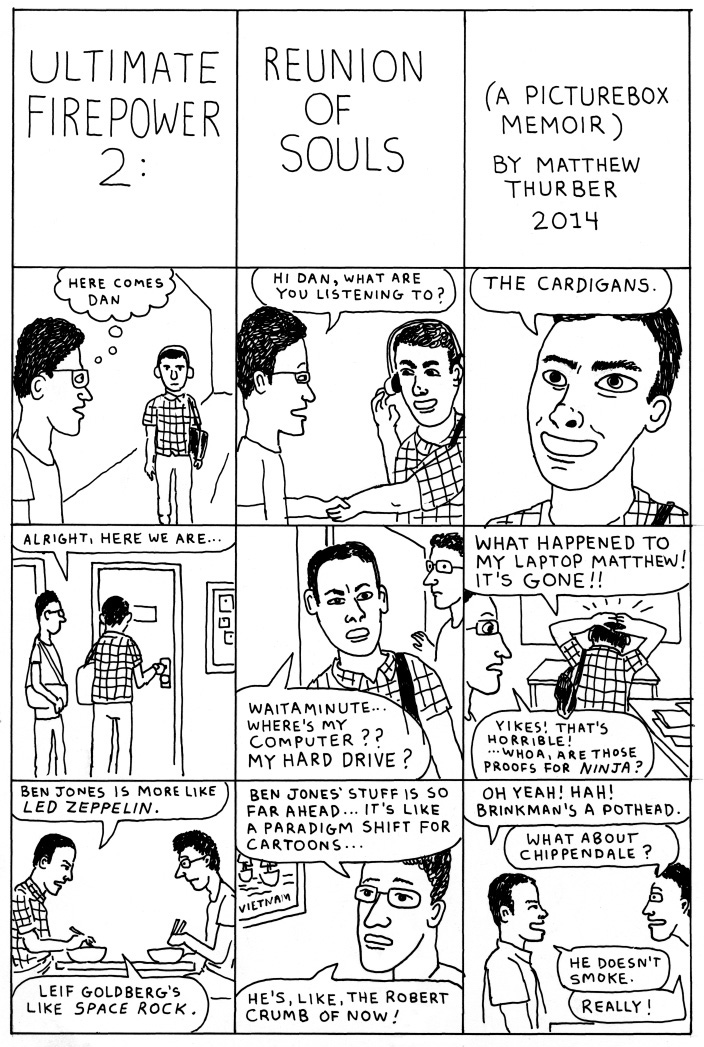 ULTIMATE
FIREPOWER
2:
REUNION
OF
SOULS
(A PICTUREBOX
MEMOIR)
BY MATTHEW
THURBER
2014
HERE COMES
DAN
HI DAN, WHAT ARE
YOU LISTENING TO?
THE CARDIGANS.
ALRIGHT, HERE WE ARE...
WAITAMINUTE...
WHERE'S MY
COMPUTER??
MY HARD DRIVE?
WHAT HAPPENED TO
MY LAPTOP MATTHEW!
IT'S GONE!!
YIKES! THAT'S
HORRIBLE!
...WHOA, ARE THOSE
PROOFS FOR NINJA?
BEN JONES IS MORE LIKE
LED ZEPPELIN.
LEIF GOLDBERG'S
LIKE SPACE ROCK.
BEN JONES' STUFF IS SO
FAR AHEAD... IT'S LIKE
A PARADIGM SHIFT FOR
CARTOONS...
VIETNAM
HE'S, LIKE, THE ROBERT
CRUMB OF NOW!
OH YEAH! HAH!
BRINKMAN'S A POTHEAD.
WHAT ABOUT
CHIPPENDALE?
HE DOESN'T
SMOKE.
REALLY!